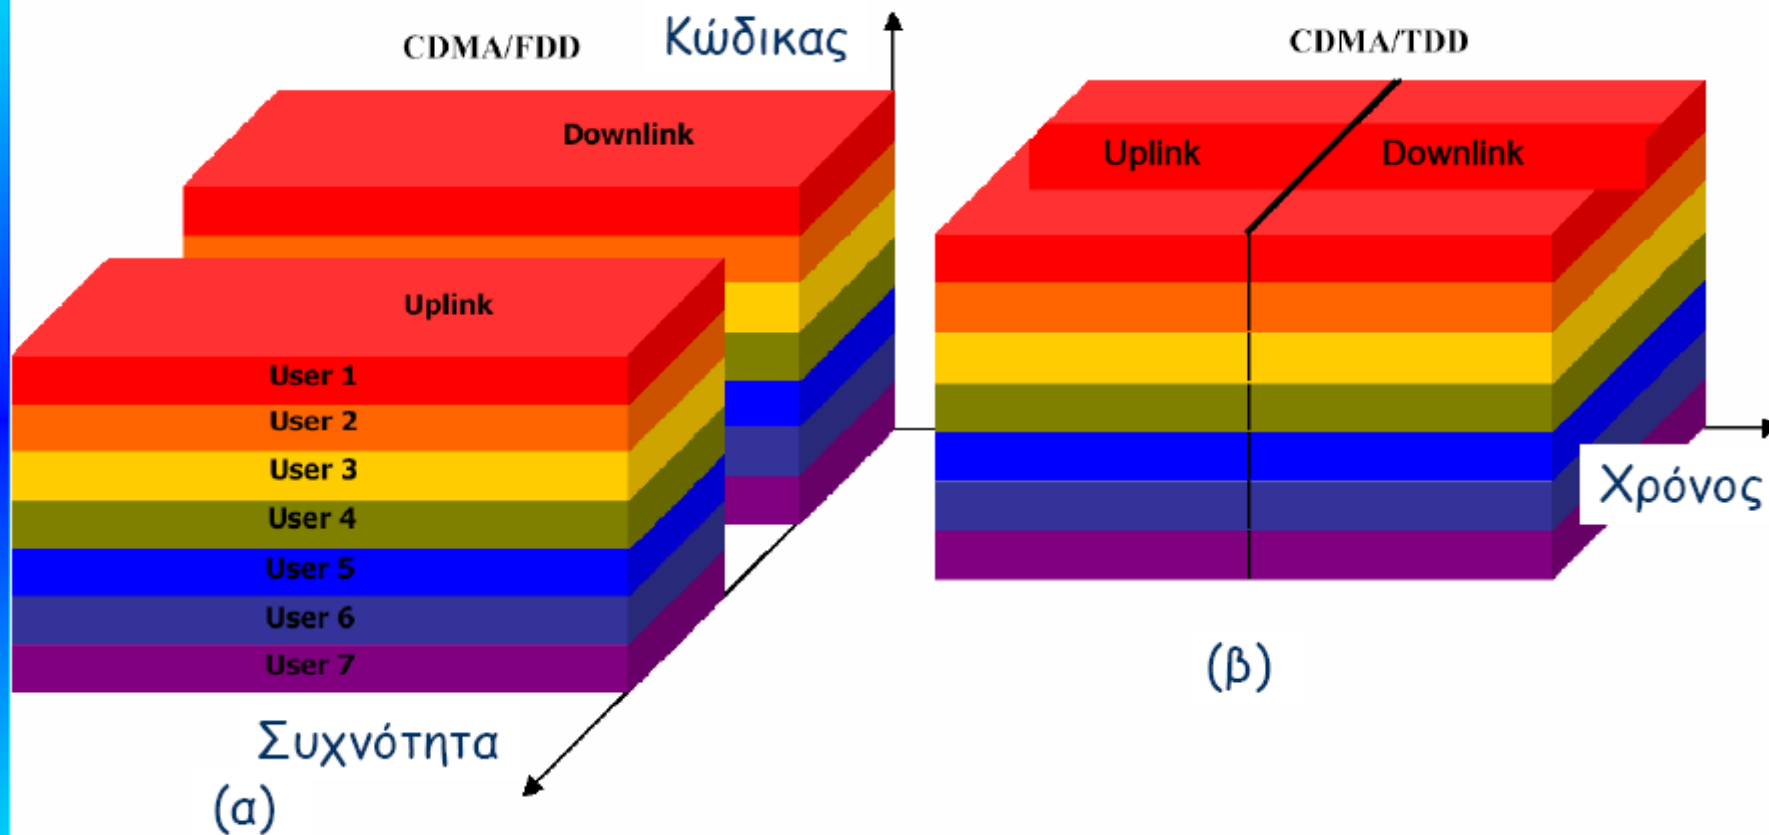 CDMA/FDD
Κώδικας
CDMA/TDD
Downlink
Uplink
User 1
User 2
User 3
User 4
User 5
User 6
User 7
Uplink
Downlink
Χρόνος
Συχνότητα
(α)
(β)